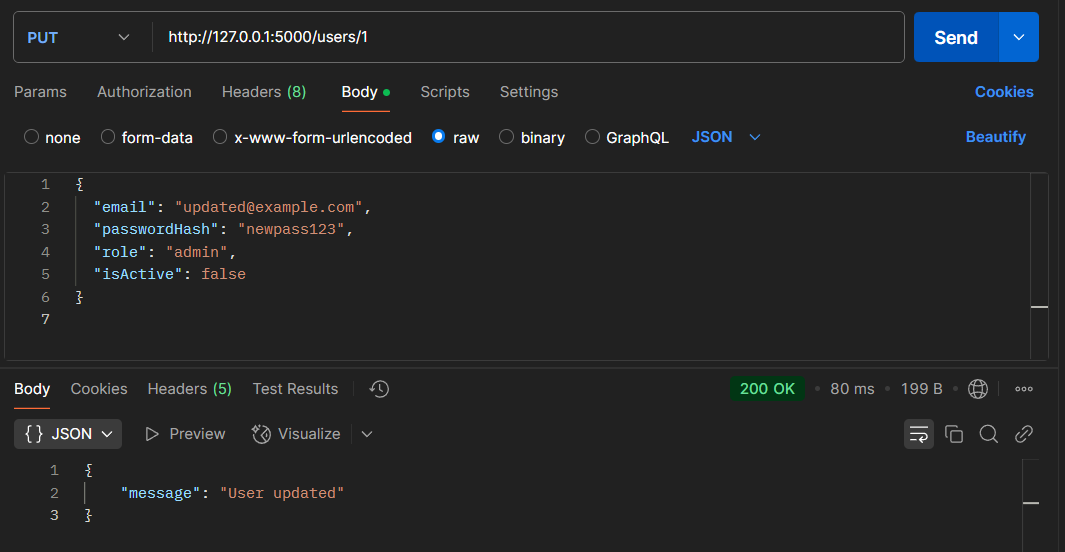 PUT http://127.0.0.1:5000/users/1 Send
Params Authorization Headers (8) Body Scripts Settings Cookies
none form-data x-www-form-urlencoded raw binary GraphQL JSON Beautify
1 {
2 "email": "updated@example.com",
3 "passwordHash": "newpass123",
4 "role": "admin",
5 "isActive": false
6 }
7
Body Cookies Headers (5) Test Results 200 OK • 80 ms • 199 B •
{} JSON Preview Visualize
1 {
2 "message": "User updated"
3 }